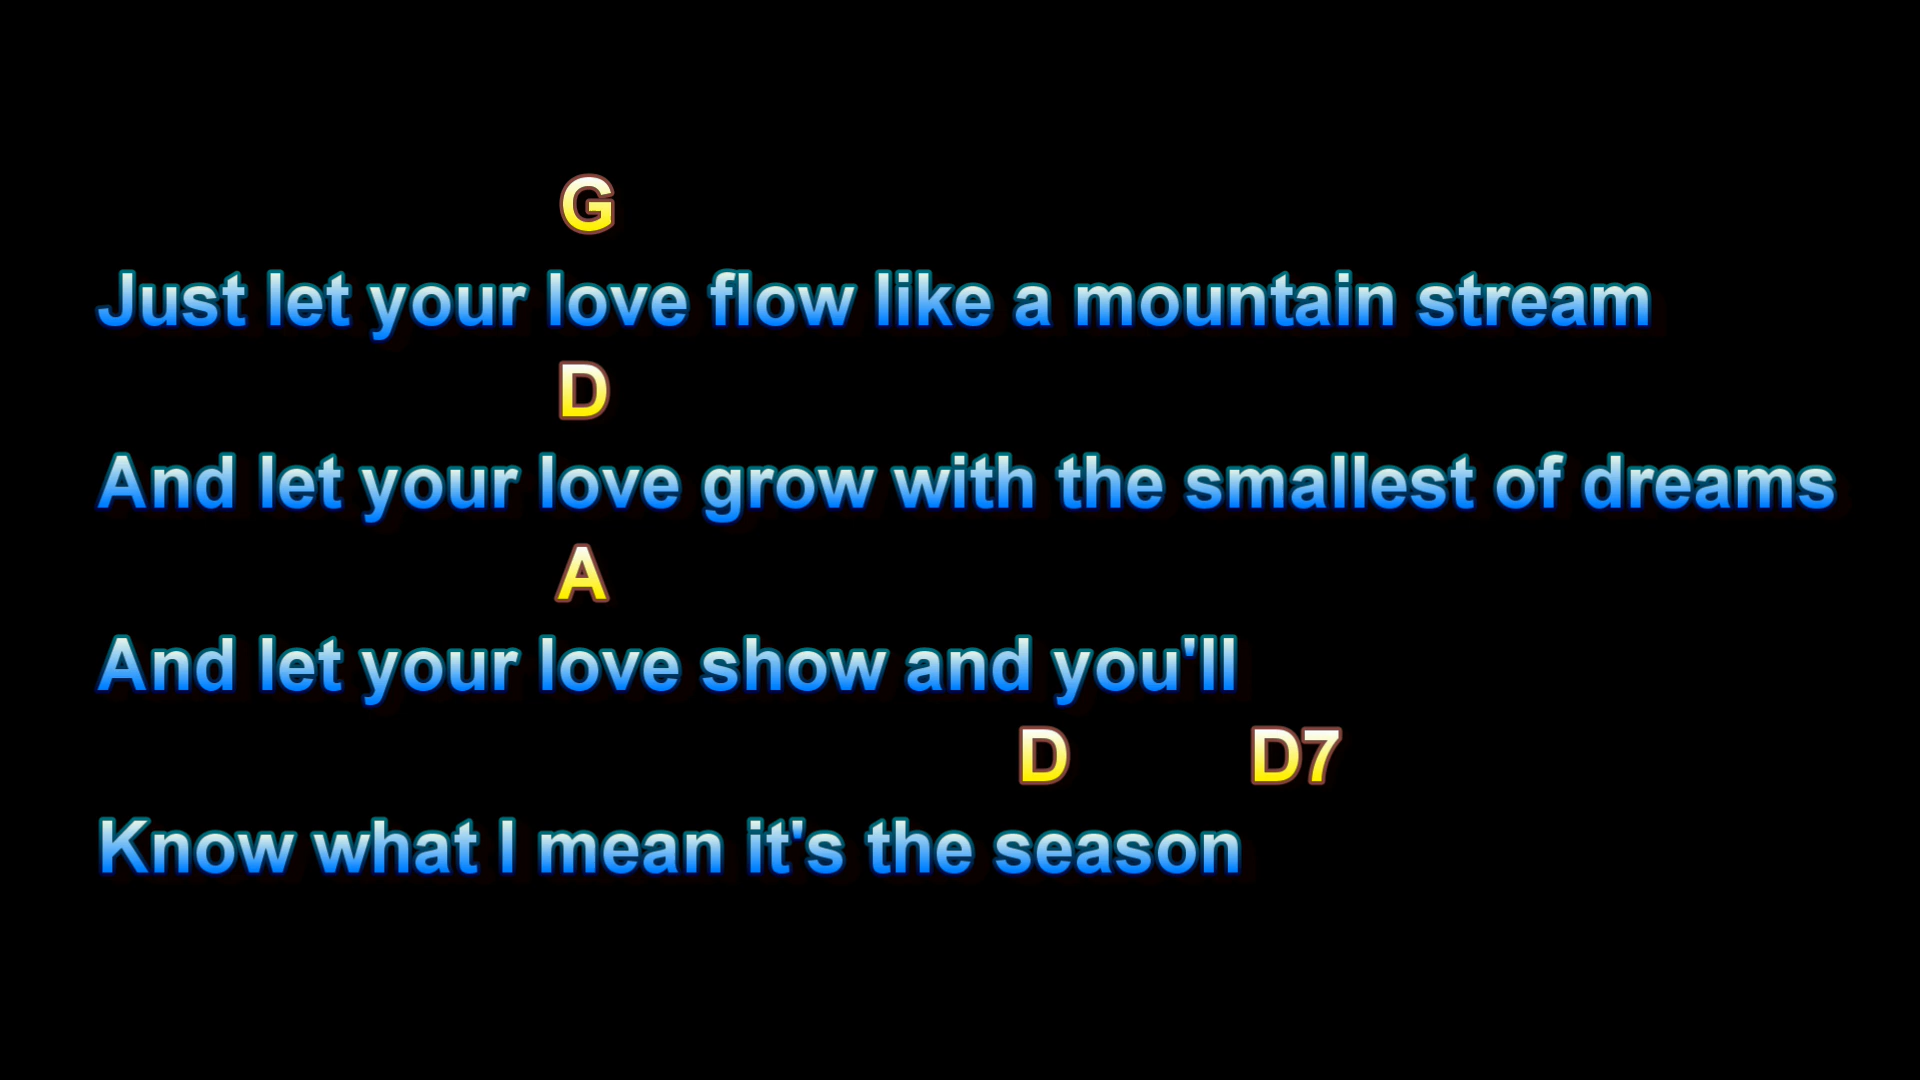 G
Just let your love flow like a mountain stream
D
And let your love grow with the smallest of dreams
A
And let your love show and you'll
D D7
Know what I mean it's the season